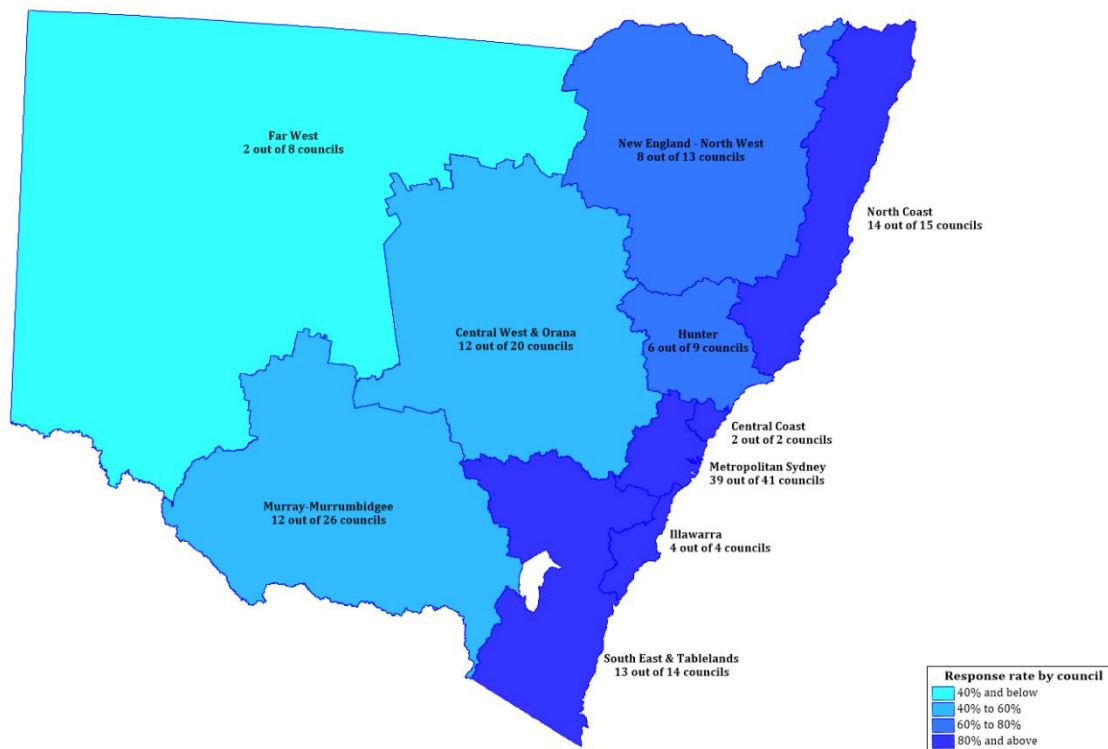 Far West
2 out of 8 councils
New England - North West
8 out of 13 councils
North Coast
14 out of 15 councils
Central West & Orana
12 out of 20 councils
Hunter
6 out of 9 councils
Central Coast
2 out of 2 councils
Metropolitan Sydney
39 out of 41 councils
Murray-Murrumbidgee
12 out of 26 councils
Illawarra
4 out of 4 councils
South East & Tablelands
13 out of 14 councils
Response rate by council
40% and below
40% to 60%
60% to 80%
80% and above